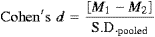 Cohen's d = [M₁ − M₂] / S.D.pooled